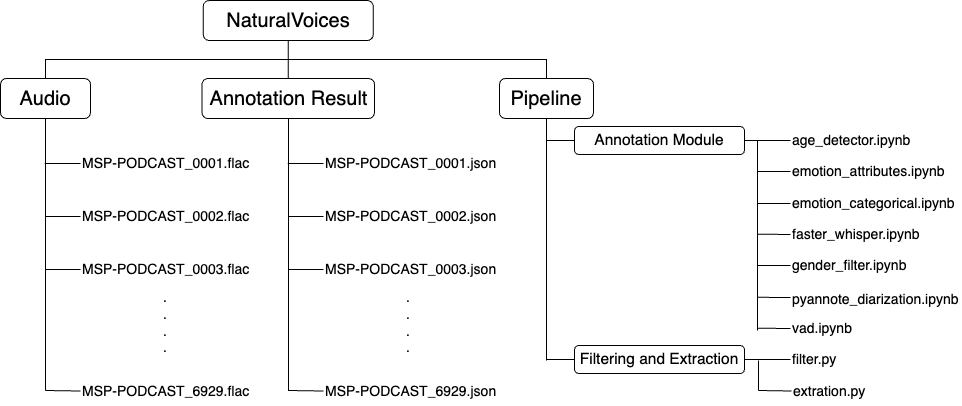 NaturalVoices
Audio
Annotation Result
Pipeline
MSP-PODCAST_0001.flac
MSP-PODCAST_0002.flac
MSP-PODCAST_0003.flac
.
.
.
.
MSP-PODCAST_6929.flac
MSP-PODCAST_0001.json
MSP-PODCAST_0002.json
MSP-PODCAST_0003.json
.
.
.
.
MSP-PODCAST_6929.json
Annotation Module
age_detector.ipynb
emotion_attributes.ipynb
emotion_categorical.ipynb
faster_whisper.ipynb
gender_filter.ipynb
pyannote_diarization.ipynb
vad.ipynb
Filtering and Extraction
filter.py
extration.py